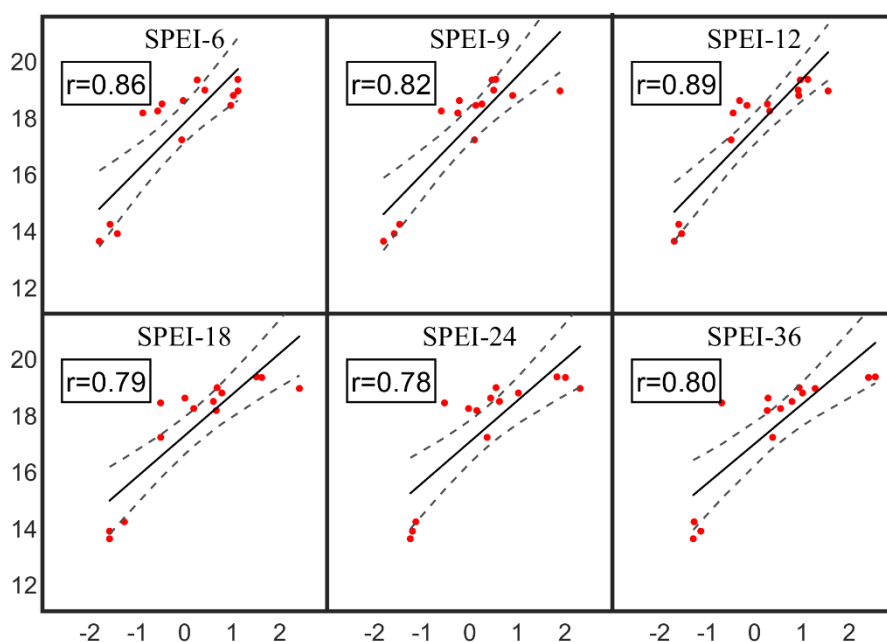 SPEI-6 SPEI-9 SPEI-12
20
r=0.86 r=0.82 r=0.89
18
16
14
12
SPEI-18 SPEI-24 SPEI-36
20
r=0.79 r=0.78 r=0.80
18
16
14
12
-2 -1 0 1 2 -2 -1 0 1 2 -2 -1 0 1 2